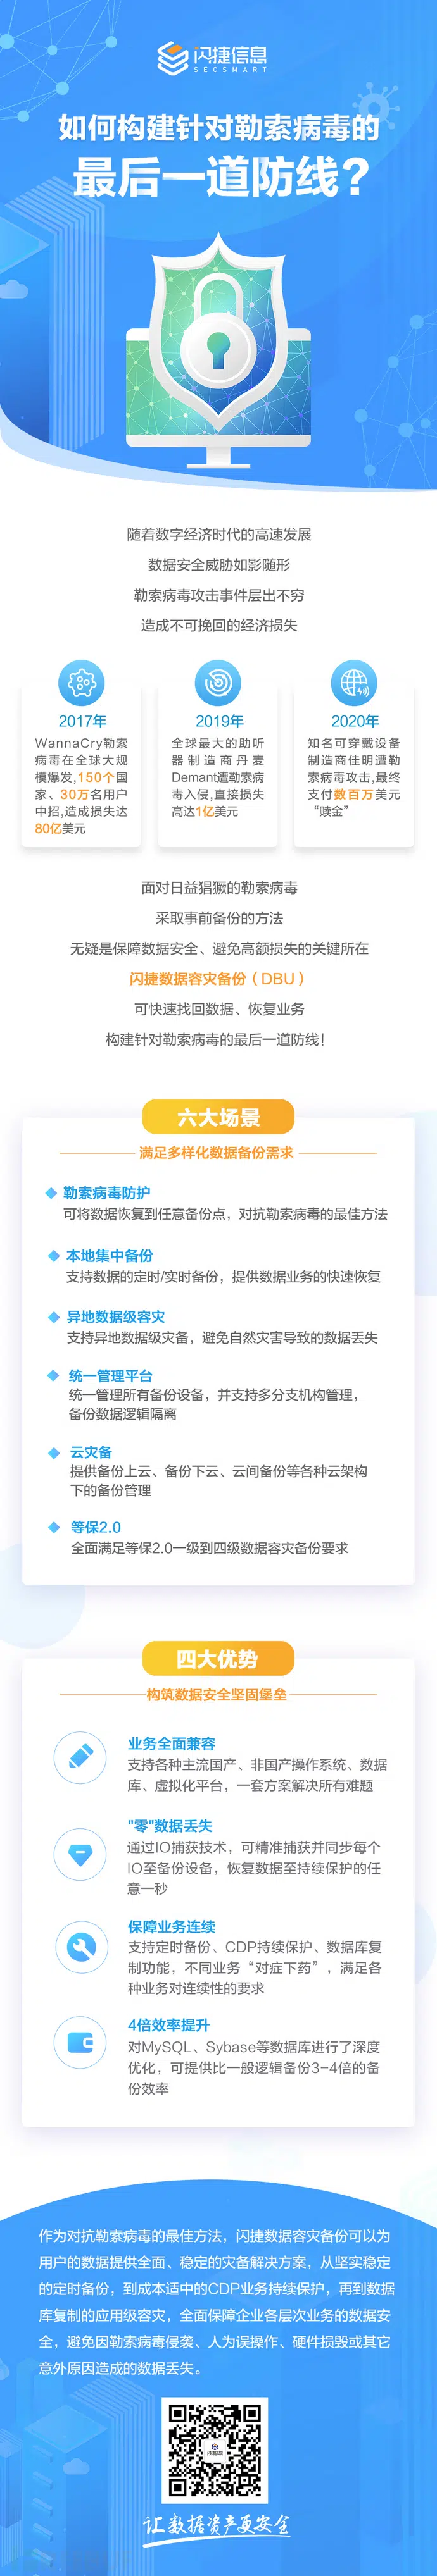 闪捷信息
SECSMART
如何构建针对勒索病毒的
最后一道防线?
随着数字经济时代的高速发展
数据安全威胁如影随形
勒索病毒攻击事件层出不穷
造成不可挽回的经济损失
2017年
WannaCry勒索
病毒在全球大规
模爆发,150个国
家、30万名用户
中招,造成损失达
80亿美元
2019年
全球最大的助听
器制造商丹麦
Demant遭勒索病
毒入侵,直接损失
高达1亿美元
2020年
知名可穿戴设备
制造商佳明遭勒
索病毒攻击,最终
支付数百万美元
“赎金”
面对日益猖獗的勒索病毒
采取事前备份的方法
无疑是保障数据安全、避免高额损失的关键所在
闪捷数据容灾备份（DBU）
可快速找回数据、恢复业务
构建针对勒索病毒的最后一道防线！
六大场景
满足多样化数据备份需求
勒索病毒防护
可将数据恢复到任意备份点，对抗勒索病毒的最佳方法
本地集中备份
支持数据的定时/实时备份，提供数据业务的快速恢复
异地数据级容灾
支持异地数据级灾备，避免自然灾害导致的数据丢失
统一管理平台
统一管理所有备份设备，并支持多分支机构管理，
备份数据逻辑隔离
云灾备
提供备份上云、备份下云、云间备份等各种云架构
下的备份管理
等保2.0
全面满足等保2.0一级到四级数据容灾备份要求
四大优势
构筑数据安全坚固堡垒
业务全面兼容
支持各种主流国产、非国产操作系统、数据
库、虚拟化平台，一套方案解决所有难题
"零"数据丢失
通过IO捕获技术，可精准捕获并同步每个
IO至备份设备，恢复数据至持续保护的任
意一秒
保障业务连续
支持定时备份、CDP持续保护、数据库复
制功能，不同业务“对症下药”，满足各
种业务对连续性的要求
4倍效率提升
对MySQL、Sybase等数据库进行了深度
优化，可提供比一般逻辑备份3-4倍的备
份效率
作为对抗勒索病毒的最佳方法，闪捷数据容灾备份可以为
用户的数据提供全面、稳定的灾备解决方案，从坚实稳定
的定时备份，到成本适中的CDP业务持续保护，再到数据
库复制的应用级容灾，全面保障企业各层次业务的数据安
全，避免因勒索病毒侵袭、人为误操作、硬件损毁或其它
意外原因造成的数据丢失。
闪捷信息
让数据资产更安全